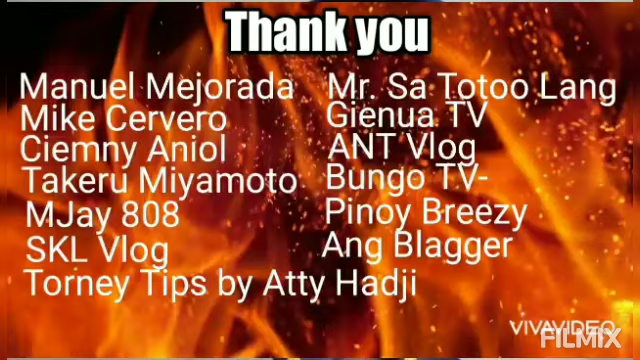 Thank you
Manuel Mejorada
Mike Cervero
Ciemny Aniol
Takeru Miyamoto
MJay 808
SKL Vlog
Torney Tips by Atty Hadji
Mr. Sa Totoo Lang
Gienua TV
ANT Vlog
Bungo TV-
Pinoy Breezy
Ang Blagger
VIVAVIDEO
FILMIX